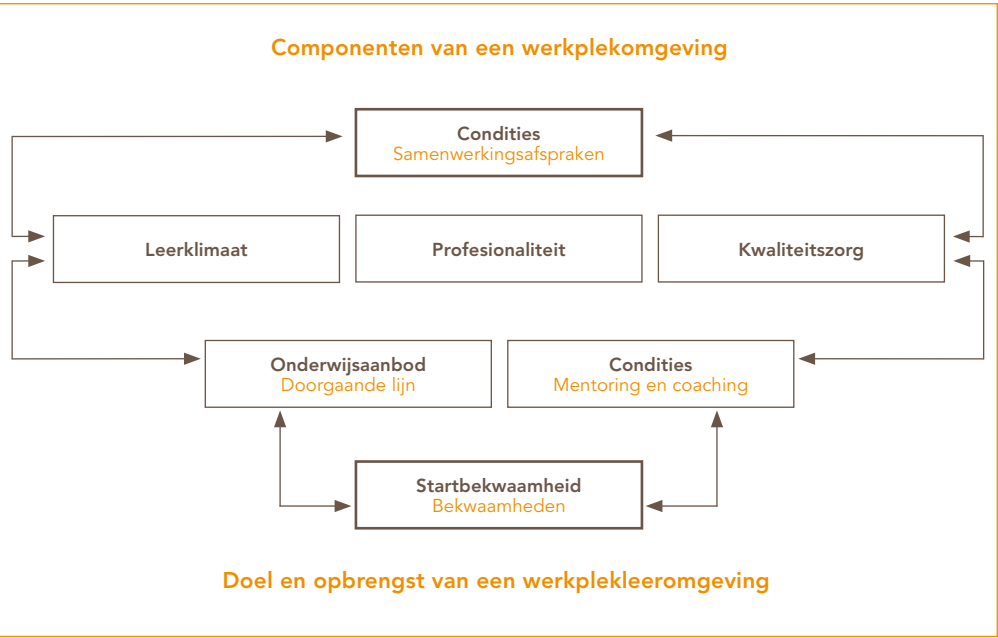 Componenten van een werkplekomgeving
Condities
Samenwerkingsafspraken
Leerklimaat
Profesionaliteit
Kwaliteitszorg
Onderwijsaanbod
Doorgaande lijn
Condities
Mentoring en coaching
Startbekwaamheid
Bekwaamheden
Doel en opbrengst van een werkplekleeromgeving